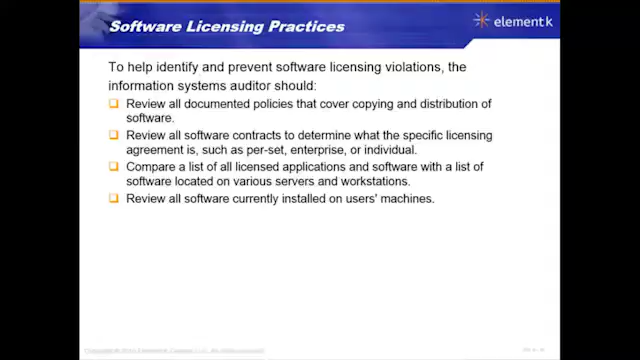 Software Licensing Practices
element k
To help identify and prevent software licensing violations, the
information systems auditor should:
Review all documented policies that cover copying and distribution of
software.
Review all software contracts to determine what the specific licensing
agreement is, such as per-set, enterprise, or individual.
Compare a list of all licensed applications and software with a list of
software located on various servers and workstations.
Review all software currently installed on users' machines.